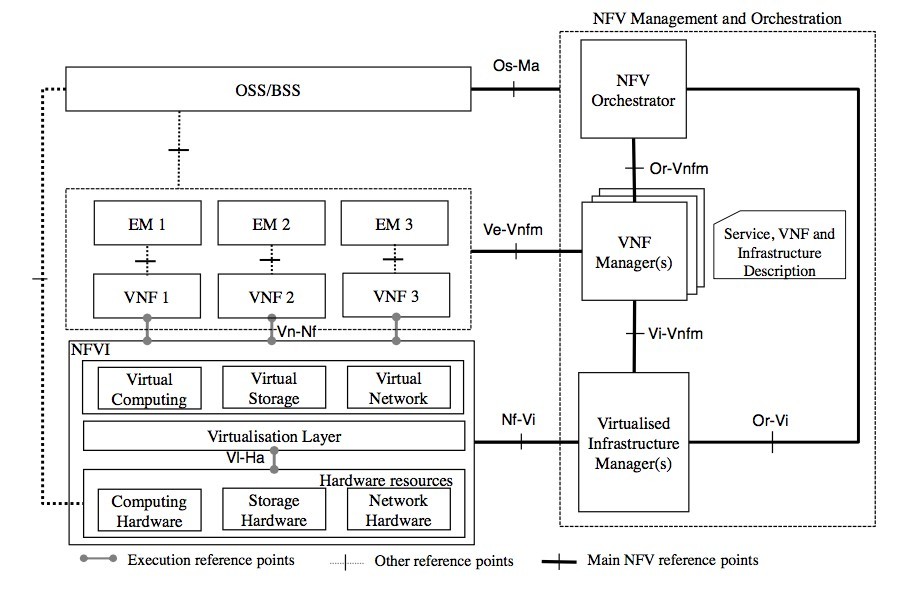 NFV Management and Orchestration
Os-Ma
OSS/BSS
NFV
Orchestrator
Or-Vnfm
EM 1
EM 2
EM 3
Ve-Vnfm
VNF
Manager(s)
Service, VNF and
Infrastructure
Description
VNF 1
VNF 2
VNF 3
Vn-Nf
Vi-Vnfm
NFVI
Virtual
Computing
Virtual
Storage
Virtual
Network
Nf-Vi
Virtualised
Infrastructure
Manager(s)
Or-Vi
Virtualisation Layer
Vl-Ha
Hardware resources
Computing
Hardware
Storage
Hardware
Network
Hardware
Execution reference points
Other reference points
Main NFV reference points